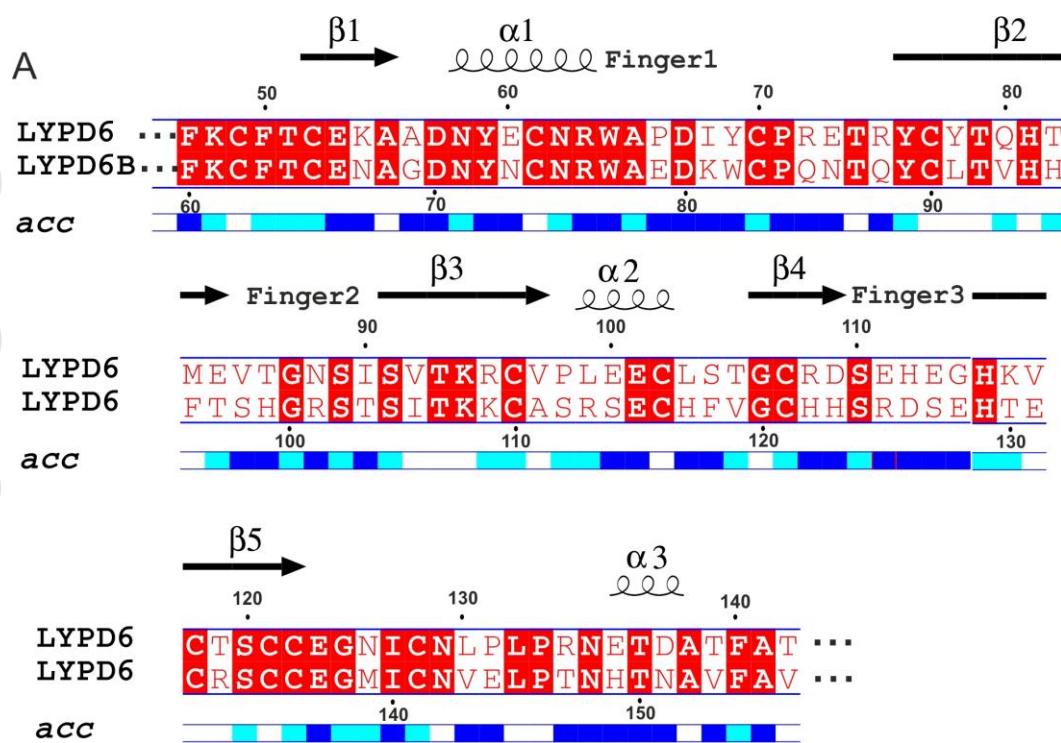 A
β1 α1 Finger1 β2
50 60 70 80
LYPD6 ... FKCFTCEKAADNYECNRWAPDIYCPRETRYCYTQHT
LYPD6B ... FKCFTCENAGDNYNCNRWAEDKWCPQNTQYCLTVHH
60 70 80 90
acc
Finger2 β3 α2 β4 Finger3
90 100 110
LYPD6 MEVTGNSISVTKRCVPLEECLSTGCRDSEHEGHKV
LYPD6 FTSHGRSTSITKKCASRSECHFVGCHHSRDSEHTE
100 110 120 130
acc
β5 α3
120 130 140
LYPD6 CTSCCEGNICNLPLPRNETDATFAT ...
LYPD6 CRSCCEGMICNVELPTNHTNAVFAV ...
140 150
acc